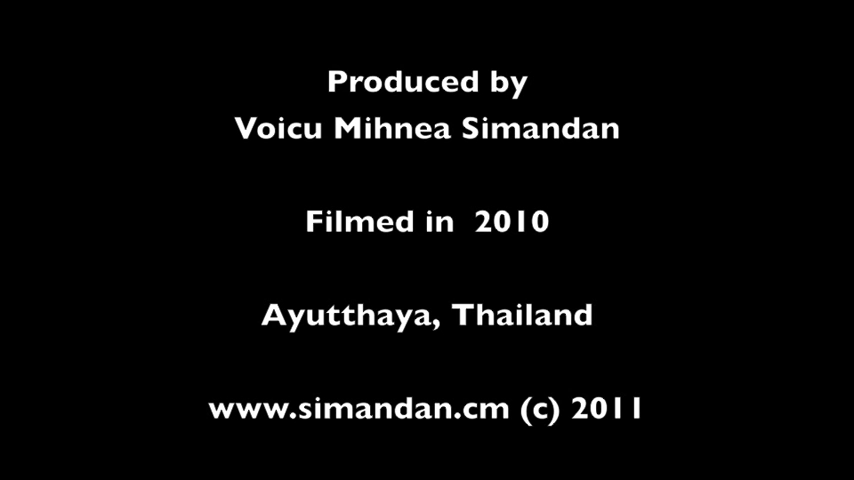 Produced by
Voicu Mihnea Simandan
Filmed in  2010
Ayutthaya, Thailand
www.simandan.cm (c) 2011